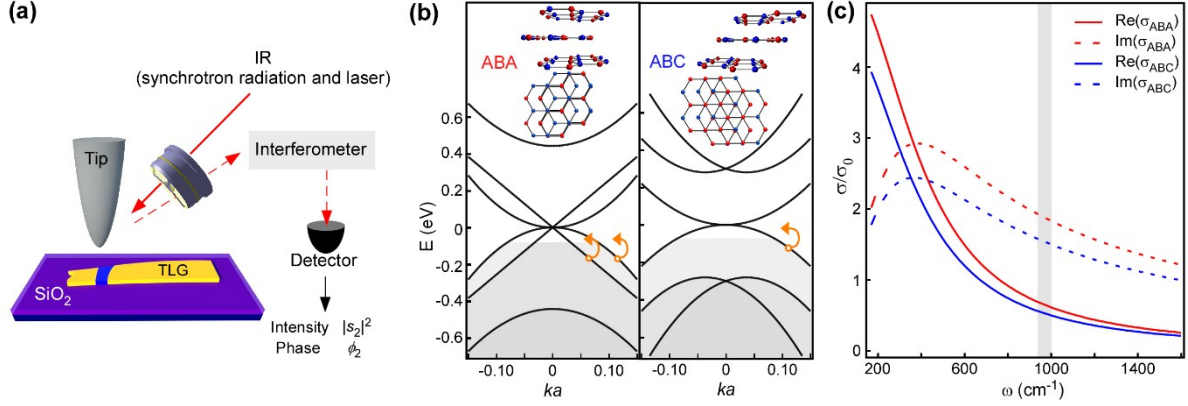 (a)
IR
(synchrotron radiation and laser)
Tip
Interferometer
Detector
TLG
SiO₂
Intensity |s₂|²
Phase ϕ₂
(b)
ABA
ABC
E (eV)
0.6
0.4
0.2
0
-0.2
-0.4
-0.6
-0.10 0 0.10
-0.10 0 0.10
ka
ka
(c)
Re(σABA)
Im(σABA)
Re(σABC)
Im(σABC)
σ/σ₀
4
3
2
1
0
200 600 1000 1400
ω (cm⁻¹)